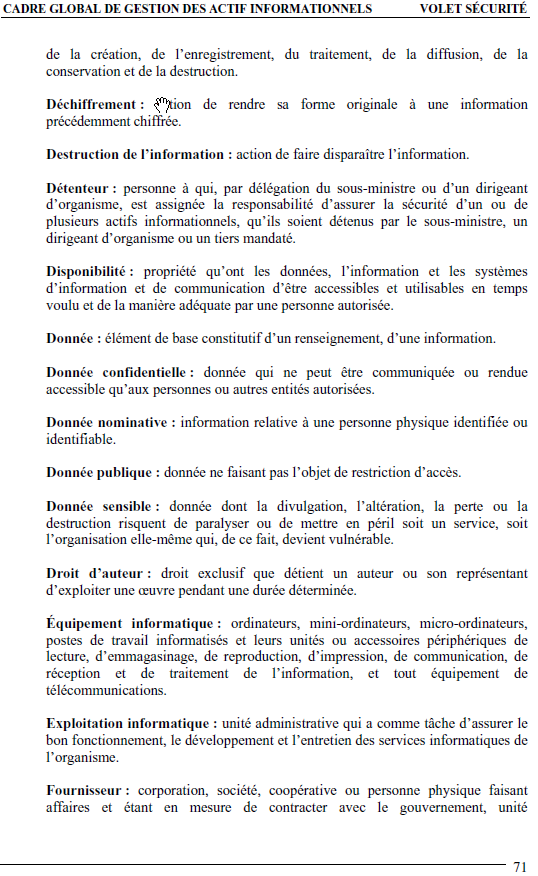 CADRE GLOBAL DE GESTION DES ACTIF INFORMATIONNELS VOLET SÉCURITÉ
de la création, de l’enregistrement, du traitement, de la diffusion, de la
conservation et de la destruction.
Déchiffrement : tion de rendre sa forme originale à une information
précédemment chiffrée.
Destruction de l’information : action de faire disparaître l’information.
Détenteur : personne à qui, par délégation du sous-ministre ou d’un dirigeant
d’organisme, est assignée la responsabilité d’assurer la sécurité d’un ou de
plusieurs actifs informationnels, qu’ils soient détenus par le sous-ministre, un
dirigeant d’organisme ou un tiers mandaté.
Disponibilité : propriété qu’ont les données, l’information et les systèmes
d’information et de communication d’être accessibles et utilisables en temps
voulu et de la manière adéquate par une personne autorisée.
Donnée : élément de base constitutif d’un renseignement, d’une information.
Donnée confidentielle : donnée qui ne peut être communiquée ou rendue
accessible qu’aux personnes ou autres entités autorisées.
Donnée nominative : information relative à une personne physique identifiée ou
identifiable.
Donnée publique : donnée ne faisant pas l’objet de restriction d’accès.
Donnée sensible : donnée dont la divulgation, l’altération, la perte ou la
destruction risquent de paralyser ou de mettre en péril soit un service, soit
l’organisation elle-même qui, de ce fait, devient vulnérable.
Droit d’auteur : droit exclusif que détient un auteur ou son représentant
d’exploiter une œuvre pendant une durée déterminée.
Équipement informatique : ordinateurs, mini-ordinateurs, micro-ordinateurs,
postes de travail informatisés et leurs unités ou accessoires périphériques de
lecture, d’emmagasinage, de reproduction, d’impression, de communication, de
réception et de traitement de l’information, et tout équipement de
télécommunications.
Exploitation informatique : unité administrative qui a comme tâche d’assurer le
bon fonctionnement, le développement et l’entretien des services informatiques de
l’organisme.
Fournisseur : corporation, société, coopérative ou personne physique faisant
affaires et étant en mesure de contracter avec le gouvernement, unité
71